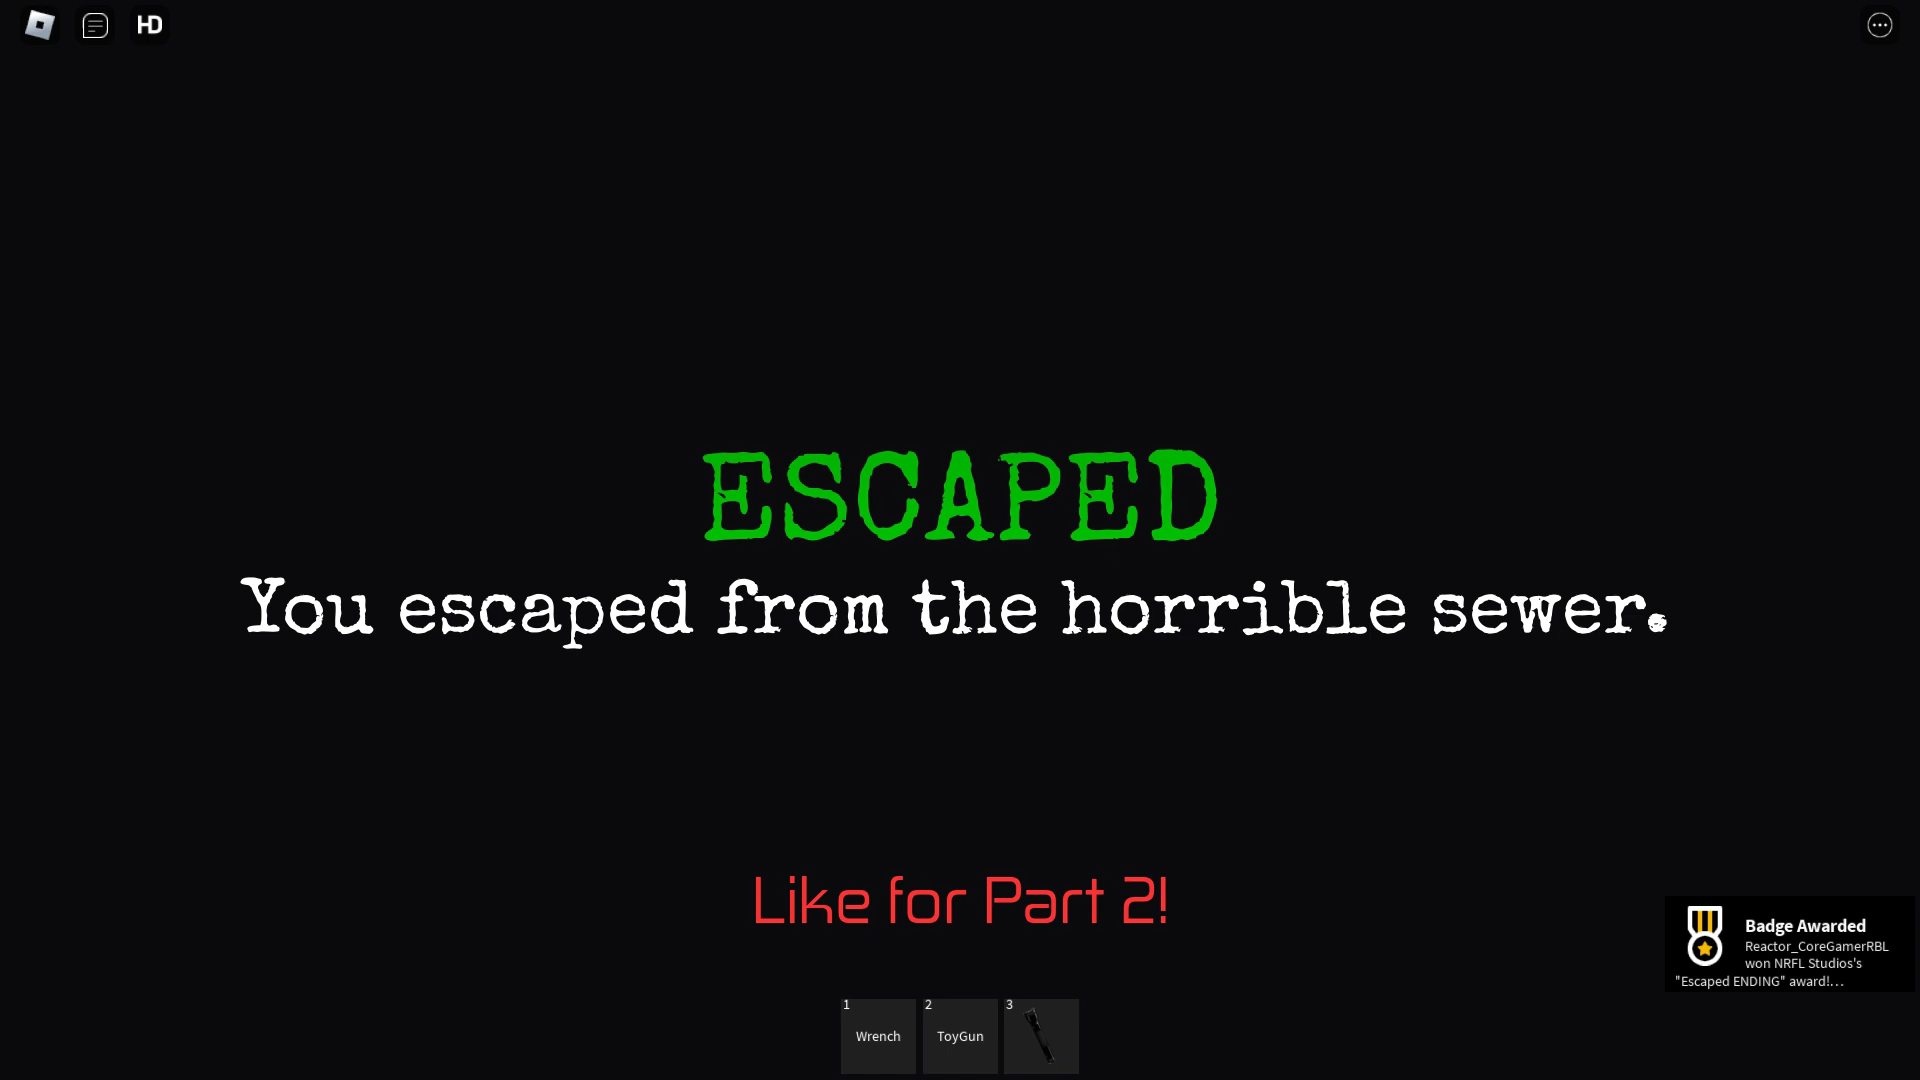 HD
ESCAPED
You escaped from the horrible sewer.
Like for Part 2!
Badge Awarded
Reactor_CoreGamerRBL
won NRFL Studios's
"Escaped ENDING" award!...
1
Wrench
2
ToyGun
3